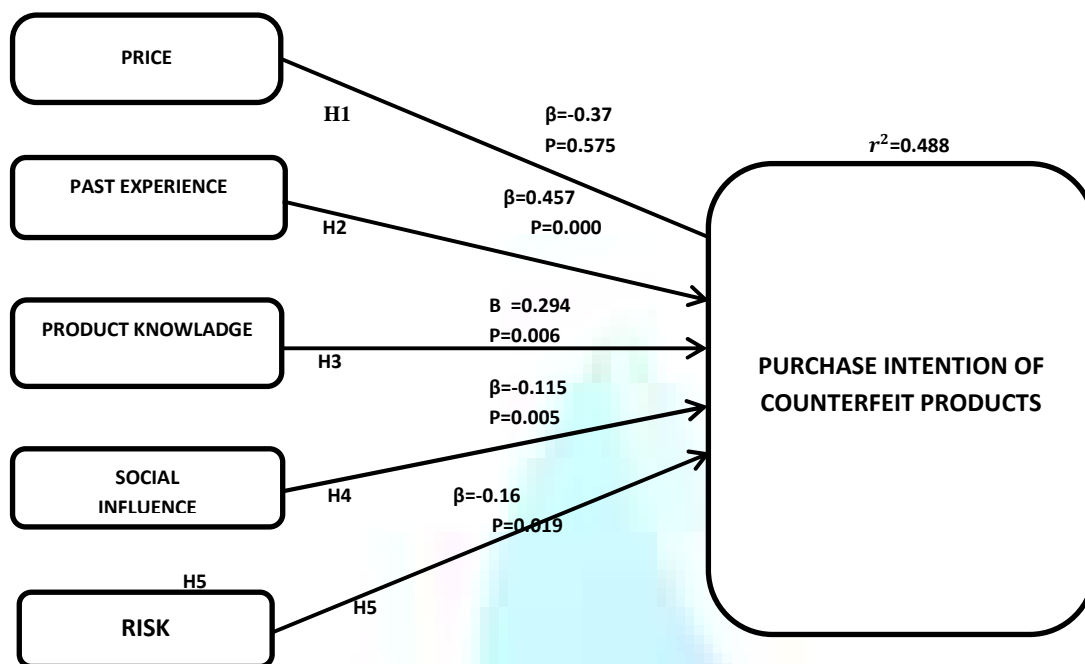 PRICE
H1
β=-0.37
P=0.575
r²=0.488
PAST EXPERIENCE
H2
β=0.457
P=0.000
PRODUCT KNOWLADGE
H3
B =0.294
P=0.006
PURCHASE INTENTION OF
COUNTERFEIT PRODUCTS
β=-0.115
P=0.005
SOCIAL
INFLUENCE
H4
β=-0.16
P=0.019
H5
RISK
H5